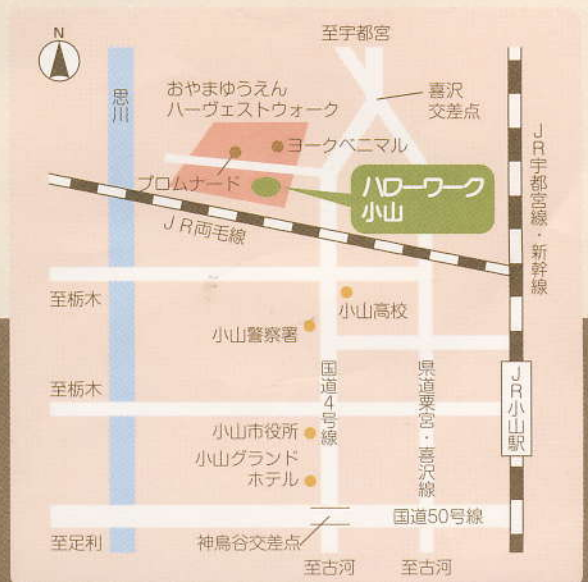 N
至宇都宮
思川
おやまゆうえん
ハーヴェストウォーク
喜沢
交差点
ヨークベニマル
プロムナード
ハローワーク
小山
JR宇都宮線・新幹線
JR両毛線
至栃木
小山高校
小山警察署
国道4号線
県道粟宮・喜沢線
JR小山駅
至栃木
小山市役所
小山グランド
ホテル
国道50号線
至足利
神鳥谷交差点
至古河
至古河